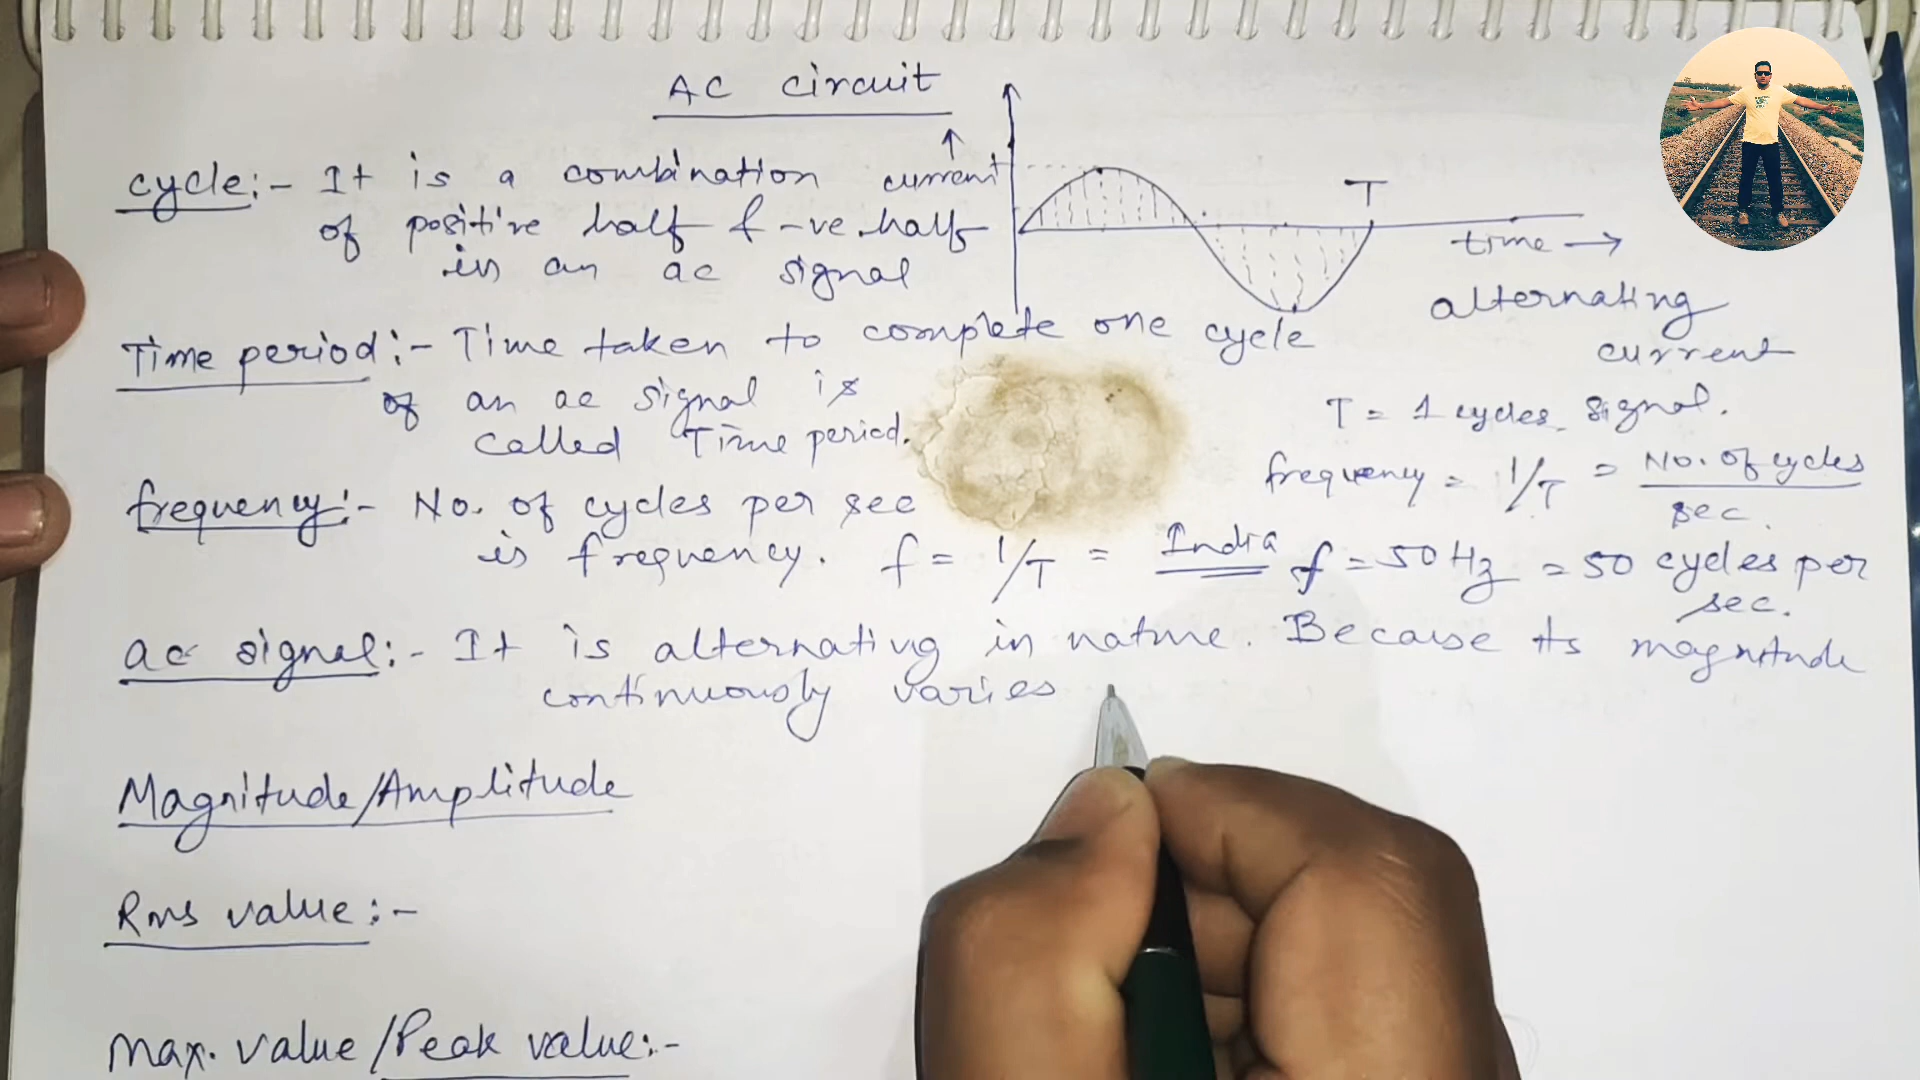 AC circuit
cycle:- It is a combination
of positive half & -ve half
in an ac signal
current
T
time →
alternating
current
Time period:- Time taken to complete one cycle
of an ac signal is
called Time period.
T = 1 cycles signal.
frequency = 1/T = No. of cycles
sec.
frequency:- No. of cycles per sec
is frequency. f = 1/T = India f = 50 Hz = 50 cycles per
sec.
ac signal:- It is alternating in nature. Because its magnitude
continuously varies
Magnitude/Amplitude
Rms value:-
Max. value/Peak value:-